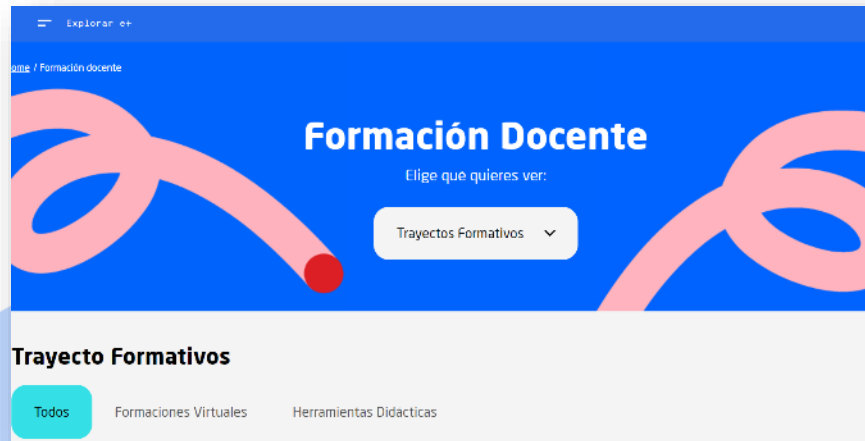 Explorar e+
ome / Formación docente
Formación Docente
Elige qué quieres ver:
Trayectos Formativos
Trayecto Formativos
Todos Formaciones Virtuales Herramientas Didacticas